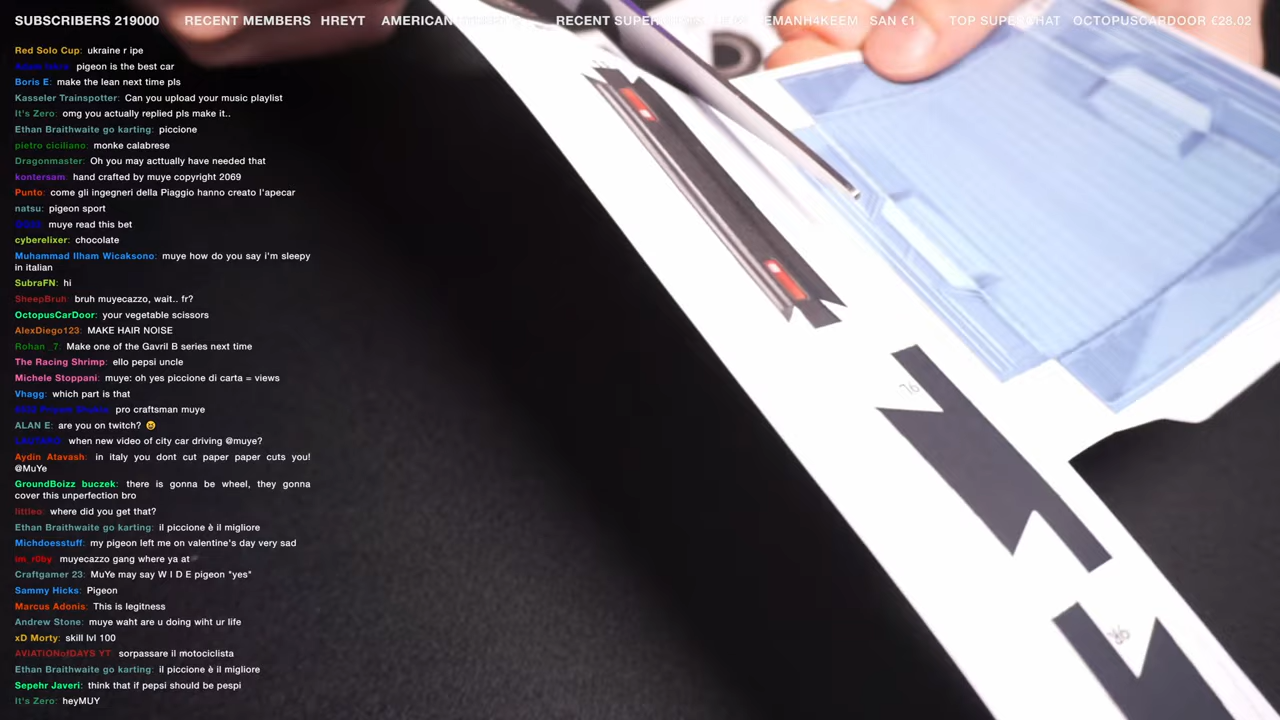 SUBSCRIBERS 219000 RECENT MEMBERS HREYT AMERICAN RECENT SUPER EMANH4KEEM SAN €1 TOP SUPERCHAT OCTOPUSCARDOOR €28.02
Red Solo Cup: ukraine r ipe
pigeon is the best car
Boris E: make the lean next time pls
Kasseler Trainspotter: Can you upload your music playlist
It's Zero: omg you actually replied pls make it..
Ethan Braithwaite go karting: piccione
pietro ciciliano: monke calabrese
Dragonmaster: Oh you may acttually have needed that
kontersam: hand crafted by muye copyright 2069
Punto: come gli ingegneri della Piaggio hanno creato l'apecar
natsu: pigeon sport
muye read this bet
cyberelixer: chocolate
Muhammad Ilham Wicaksono: muye how do you say i'm sleepy
in italian
SubraFN: hi
SheepBruh: bruh muyecazzo, wait.. fr?
OctopusCarDoor: your vegetable scissors
AlexDiego123: MAKE HAIR NOISE
Rohan _7: Make one of the Gavril B series next time
The Racing Shrimp: ello pepsi uncle
Michele Stoppani: muye: oh yes piccione di carta = views
Vhagg: which part is that
pro craftsman muye
ALAN E: are you on twitch? 😆
when new video of city car driving @muye?
Aydin Atavash: in italy you dont cut paper paper cuts you!
@MuYe
GroundBoizz buczek: there is gonna be wheel, they gonna
cover this unperfection bro
littleo: where did you get that?
Ethan Braithwaite go karting: il piccione è il migliore
Michdoesstuff: my pigeon left me on valentine's day very sad
im_r0by: muyecazzo gang where ya at
Craftgamer 23: MuYe may say W I D E pigeon "yes"
Sammy Hicks: Pigeon
Marcus Adonis: This is legitness
Andrew Stone: muye waht are u doing wiht ur life
xD Morty: skill lvl 100
AVIATIONofDAYS YT: sorpassare il motociclista
Ethan Braithwaite go karting: il piccione è il migliore
Sepehr Javeri: think that if pepsi should be pespi
It's Zero: heyMUY